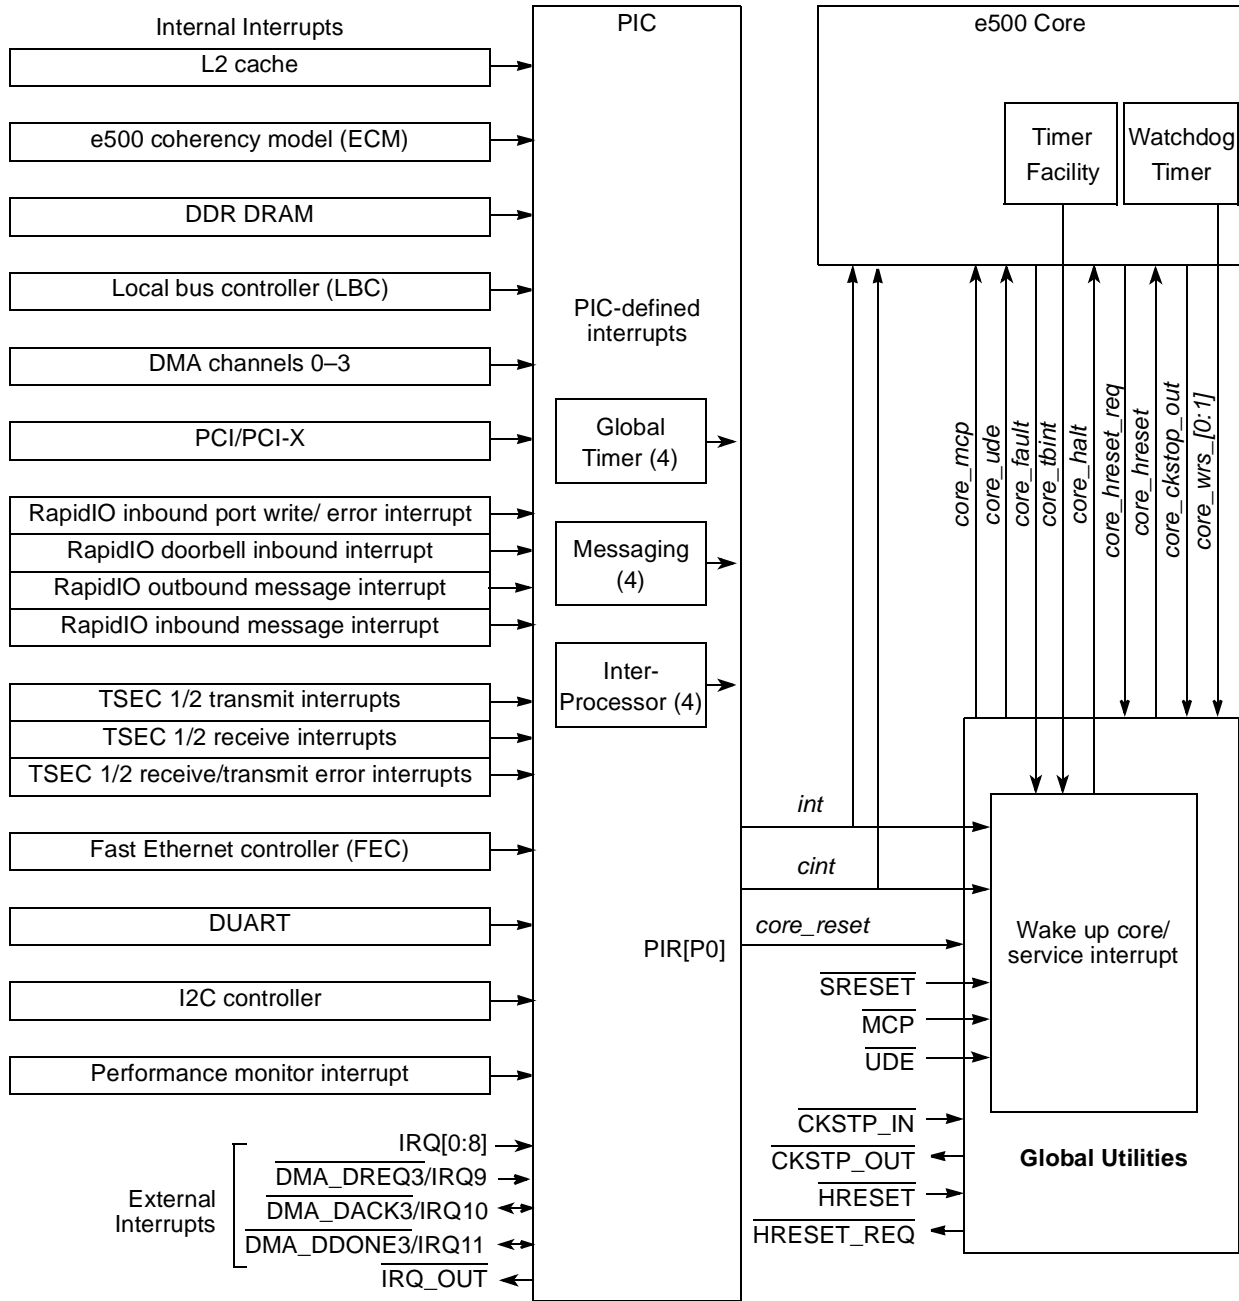 Internal Interrupts
L2 cache
e500 coherency model (ECM)
DDR DRAM
Local bus controller (LBC)
DMA channels 0–3
PCI/PCI-X
RapidIO inbound port write/ error interrupt
RapidIO doorbell inbound interrupt
RapidIO outbound message interrupt
RapidIO inbound message interrupt
TSEC 1/2 transmit interrupts
TSEC 1/2 receive interrupts
TSEC 1/2 receive/transmit error interrupts
Fast Ethernet controller (FEC)
DUART
I2C controller
Performance monitor interrupt
External
Interrupts
IRQ[0:8]
DMA_DREQ3/IRQ9
DMA_DACK3/IRQ10
DMA_DDONE3/IRQ11
IRQ_OUT
PIC
PIC-defined
interrupts
Global
Timer (4)
Messaging
(4)
Inter-
Processor (4)
PIR[P0]
e500 Core
Timer
Facility
Watchdog
Timer
core_mcp
core_ude
core_fault
core_tbint
core_halt
core_hreset_req
core_hreset
core_ckstop_out
core_wrs_[0:1]
int
cint
core_reset
SRESET
MCP
UDE
CKSTP_IN
CKSTP_OUT
HRESET
HRESET_REQ
Wake up core/
service interrupt
Global Utilities